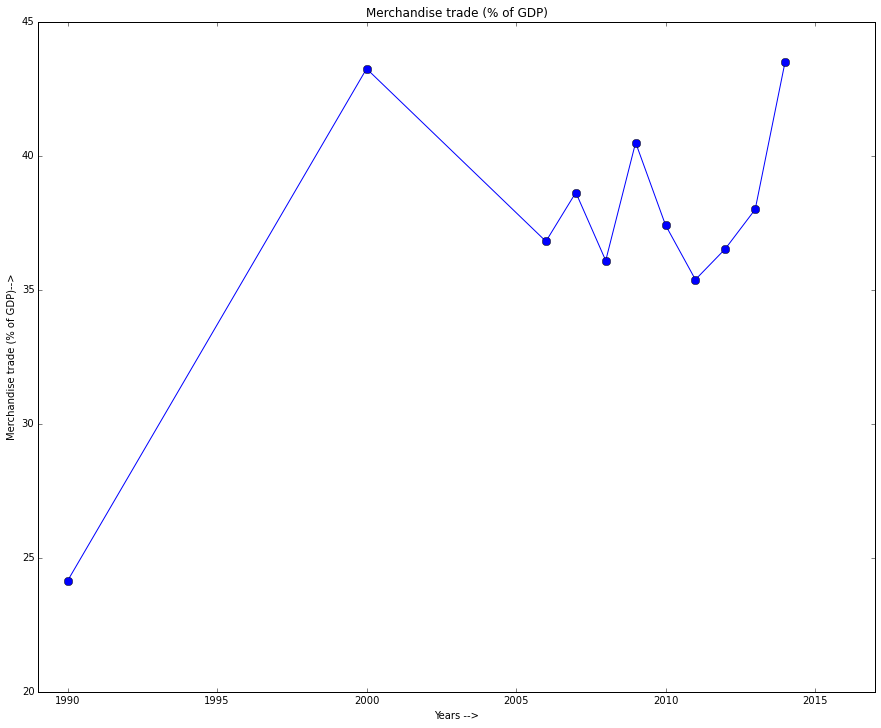 Merchandise trade (% of GDP)
45
40
35
30
25
20
Merchandise trade (% of GDP)-->
1990 1995 2000 2005 2010 2015
Years -->